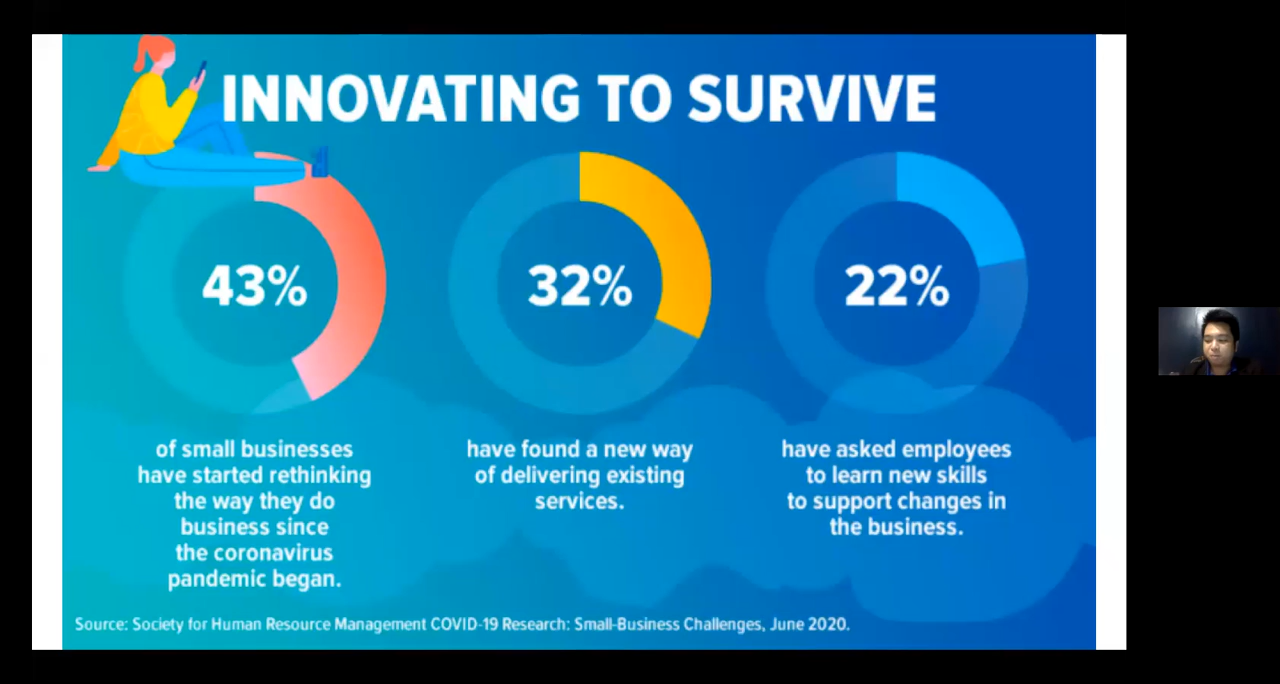 INNOVATING TO SURVIVE
43%
of small businesses
have started rethinking
the way they do
business since
the coronavirus
pandemic began.
32%
have found a new way
of delivering existing
services.
22%
have asked employees
to learn new skills
to support changes in
the business.
Source: Society for Human Resource Management COVID-19 Research: Small-Business Challenges, June 2020.